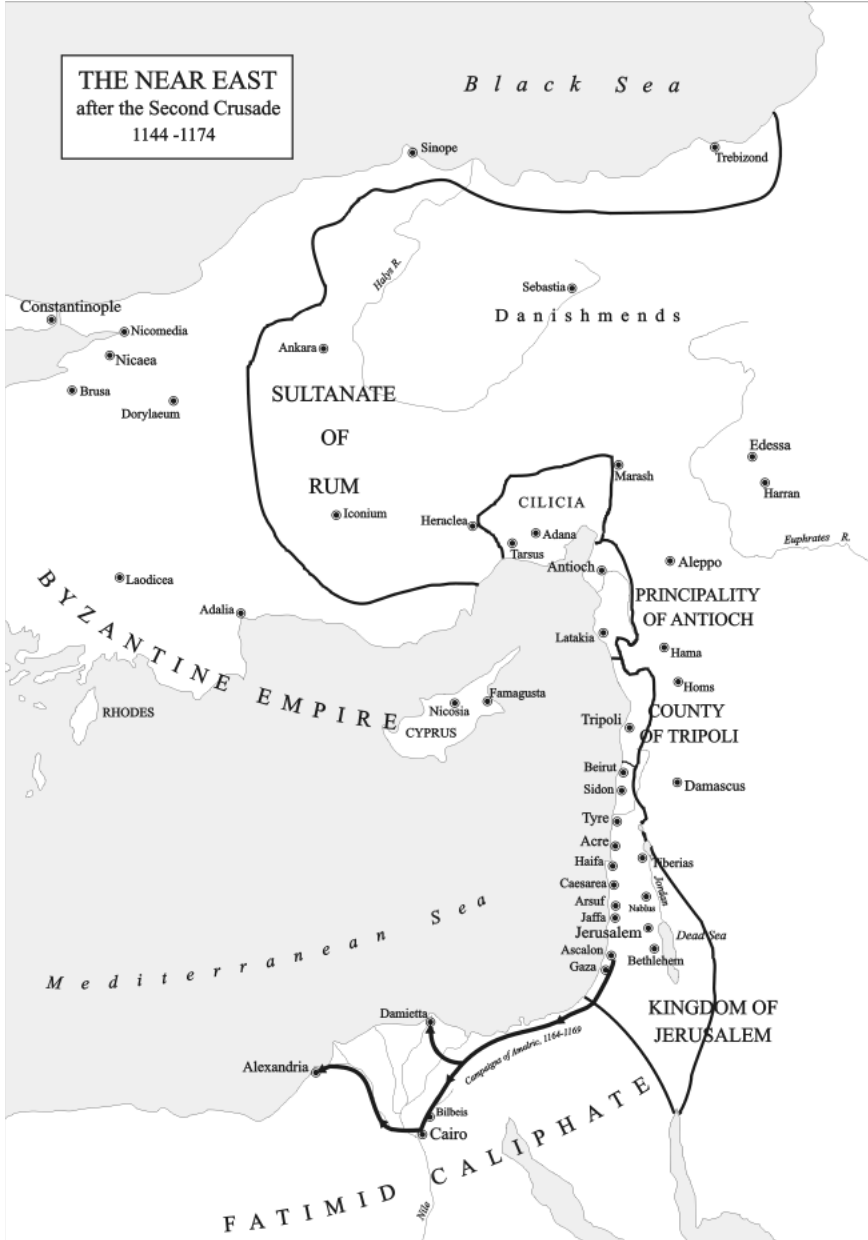 THE NEAR EAST
after the Second Crusade
1144 -1174
Black Sea
Sinope
Trebizond
Halys R.
Sebastia
Danishmends
Constantinople
Nicomedia
Nicaea
Brusa
Dorylaeum
Ankara
SULTANATE
OF
RUM
Iconium
Heraclea
CILICIA
Adana
Tarsus
Marash
Edessa
Harran
Euphrates R.
Aleppo
Antioch
PRINCIPALITY
OF ANTIOCH
Laodicea
Adalia
BYZANTINE EMPIRE
Latakia
Hama
Homs
RHODES
Nicosia
Famagusta
CYPRUS
Tripoli
COUNTY
OF TRIPOLI
Beirut
Sidon
Damascus
Tyre
Acre
Haifa
Tiberias
Jordan
Caesarea
Arsuf
Nablus
Jaffa
Jerusalem
Dead Sea
Ascalon
Bethlehem
Gaza
Mediterranean Sea
KINGDOM OF
JERUSALEM
Damietta
Campaigns of Amalric, 1164-1169
Alexandria
Bilbeis
Cairo
FATIMID CALIPHATE
Nile